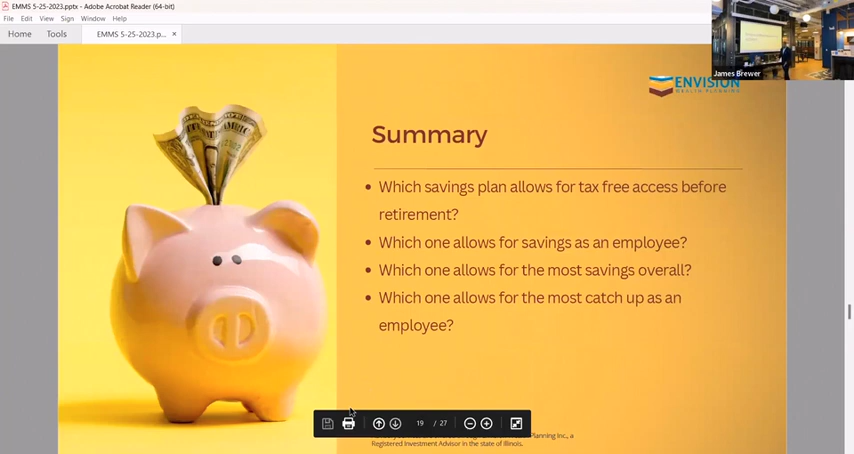 EMMS 5-25-2023.pptx - Adobe Acrobat Reader (64-bit)
File Edit View Sign Window Help
Home Tools EMMS 5-25-2023.p... ×
James Brewer
ENVISION
WEALTH PLANNING
Summary
• Which savings plan allows for tax free access before
retirement?
• Which one allows for savings as an employee?
• Which one allows for the most savings overall?
• Which one allows for the most catch up as an
employee?
19 / 27
Planning Inc., a
Registered Investment Advisor in the state of Illinois.